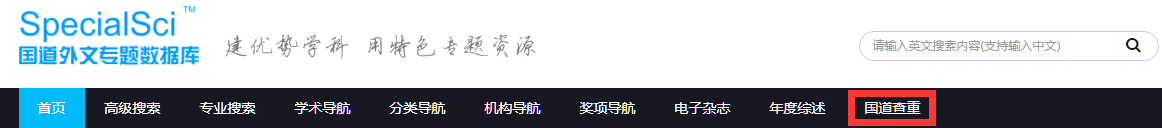 SpecialSci™
国道外文专题数据库
建优势学科 用特色专题资源
请输入英文搜索内容(支持输入中文)
首页 高级搜索 专业搜索 学术导航 分类导航 机构导航 奖项导航 电子杂志 年度综述 国道查重